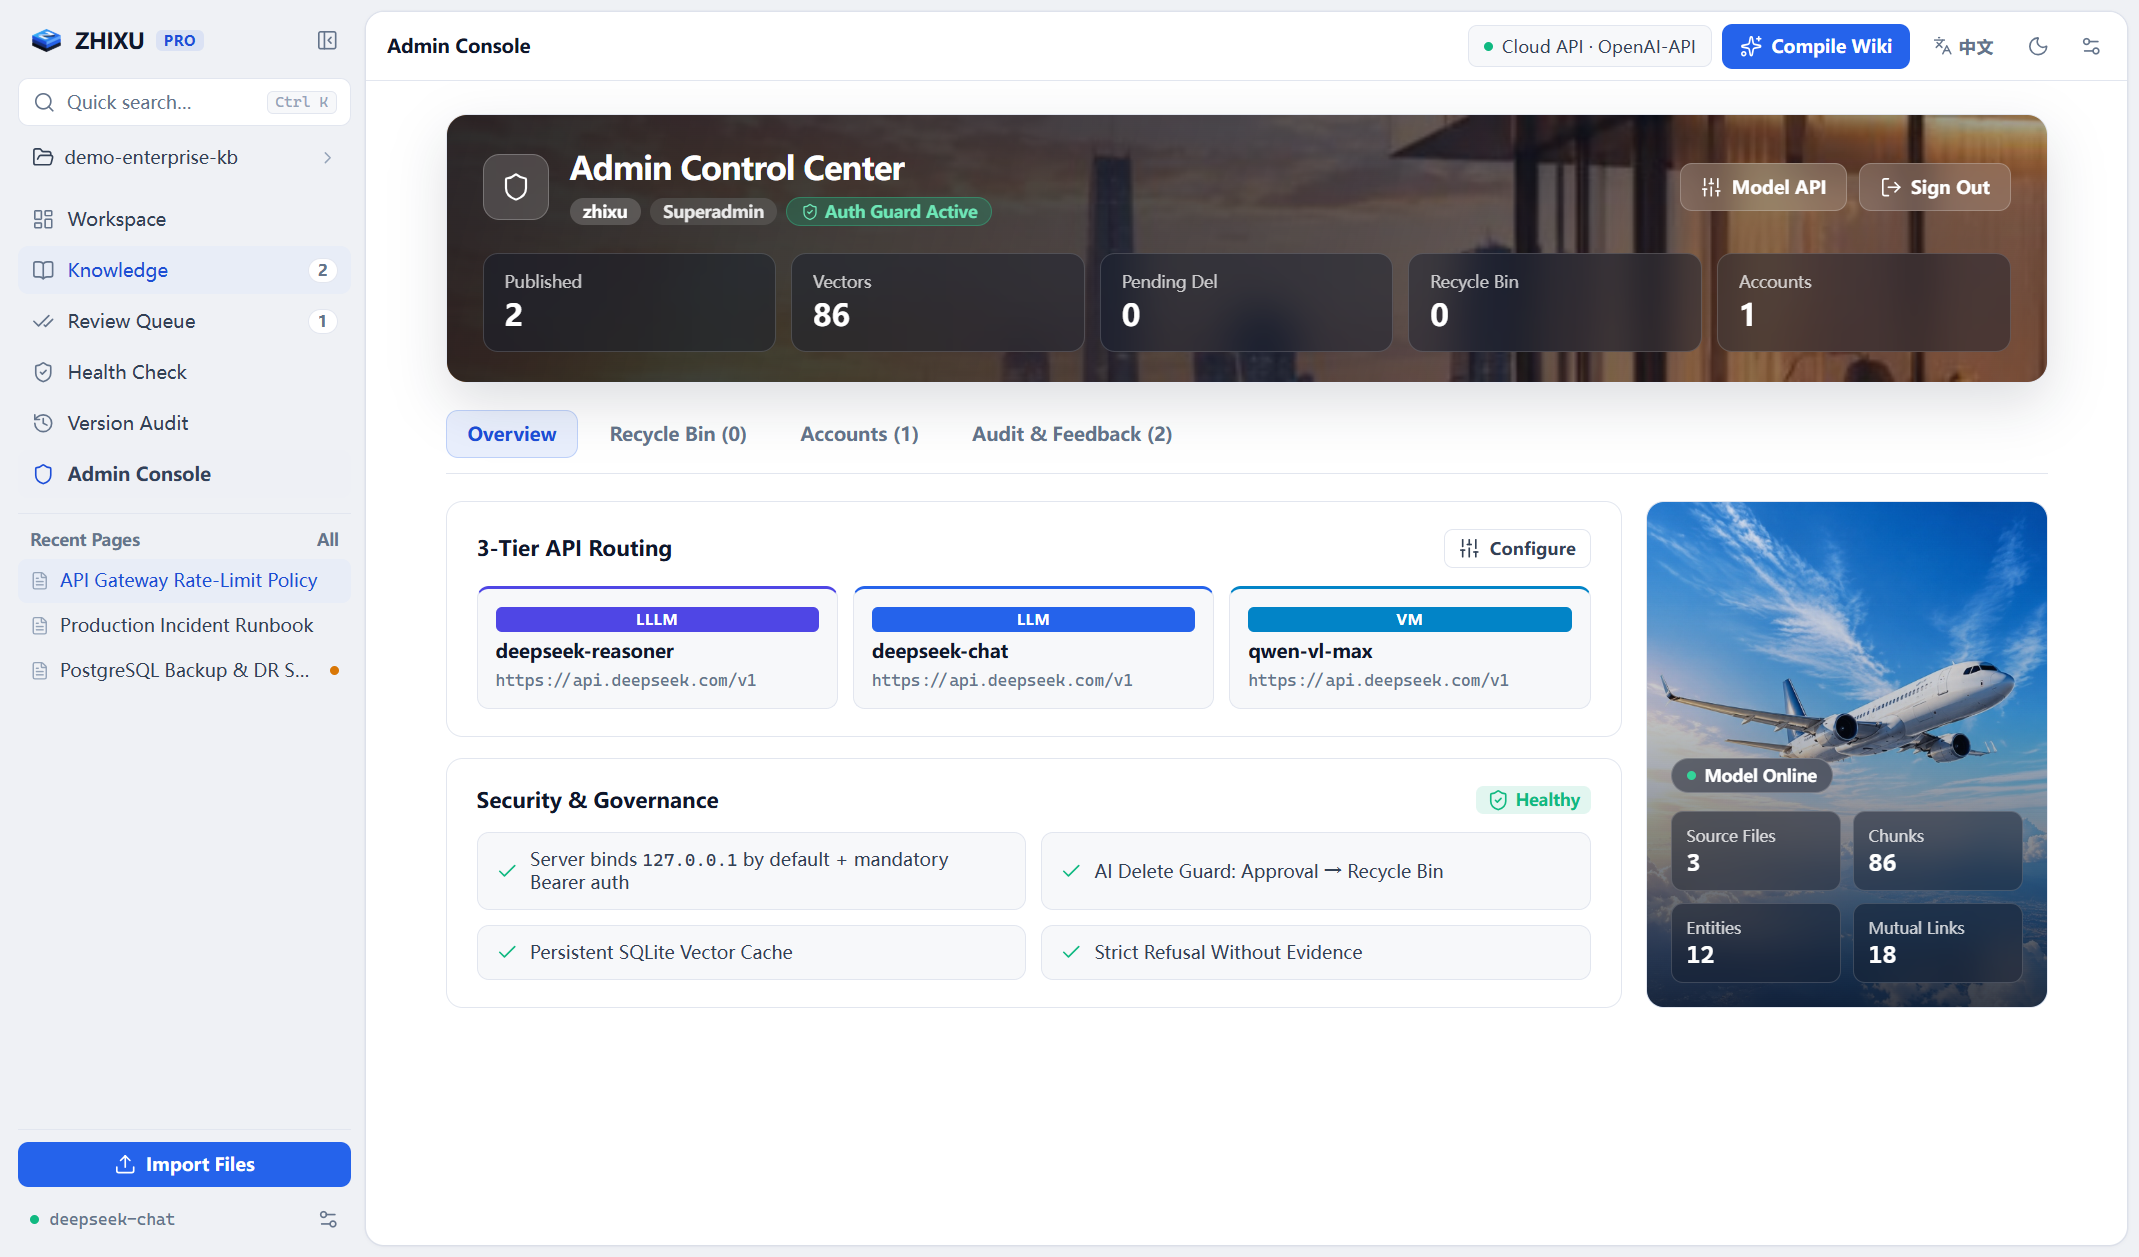 ZHIXU PRO
Quick search... Ctrl K
demo-enterprise-kb
Workspace
Knowledge 2
Review Queue 1
Health Check
Version Audit
Admin Console
Recent Pages All
API Gateway Rate-Limit Policy
Production Incident Runbook
PostgreSQL Backup & DR S...
Import Files
deepseek-chat
Admin Console
Cloud API · OpenAI-API
Compile Wiki
中文
Admin Control Center
zhixu Superadmin Auth Guard Active
Model API
Sign Out
Published
2
Vectors
86
Pending Del
0
Recycle Bin
0
Accounts
1
Overview Recycle Bin (0) Accounts (1) Audit & Feedback (2)
3-Tier API Routing
Configure
LLLM
deepseek-reasoner
https://api.deepseek.com/v1
LLM
deepseek-chat
https://api.deepseek.com/v1
VM
qwen-vl-max
https://api.deepseek.com/v1
Security & Governance
Healthy
Server binds 127.0.0.1 by default + mandatory
Bearer auth
AI Delete Guard: Approval → Recycle Bin
Persistent SQLite Vector Cache
Strict Refusal Without Evidence
Model Online
Source Files
3
Chunks
86
Entities
12
Mutual Links
18